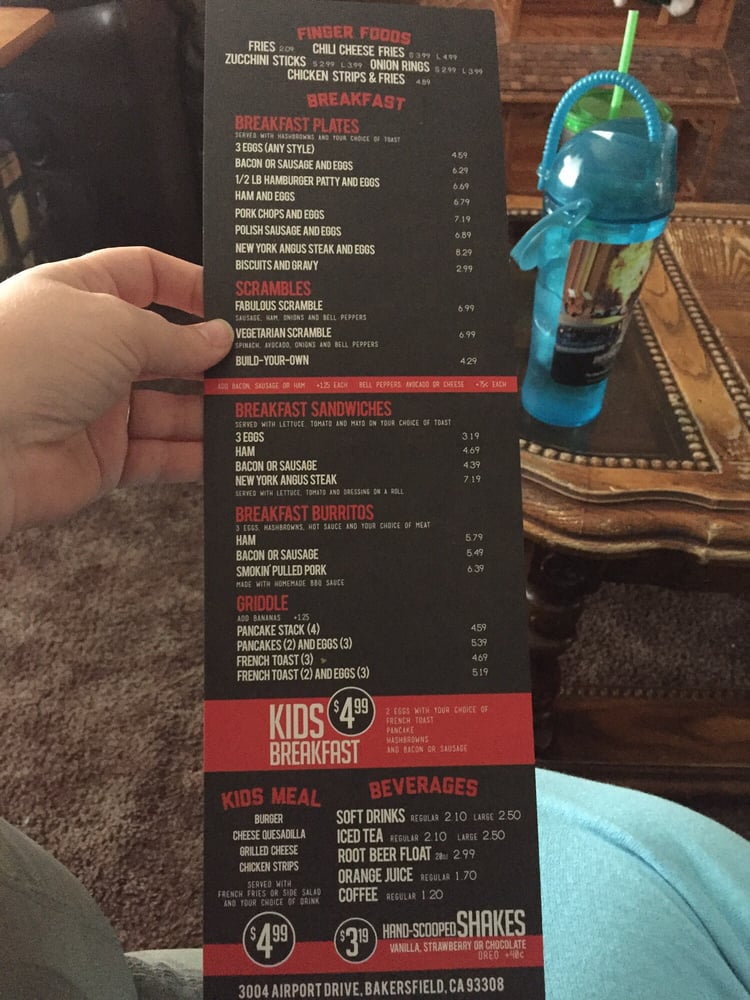 FINGER FOODS
FRIES 2.09 CHILI CHEESE FRIES S 3.99 L 4.99
ZUCCHINI STICKS S 2.99 L 3.99 ONION RINGS S 2.99 L 3.99
CHICKEN STRIPS & FRIES 4.89
BREAKFAST
BREAKFAST PLATES
SERVED WITH HASHBROWNS AND YOUR CHOICE OF TOAST
3 EGGS (ANY STYLE) 4.59
BACON OR SAUSAGE AND EGGS 6.29
1/2 LB HAMBURGER PATTY AND EGGS 6.69
HAM AND EGGS 6.79
PORK CHOPS AND EGGS 7.19
POLISH SAUSAGE AND EGGS 6.89
NEW YORK ANGUS STEAK AND EGGS 8.29
BISCUITS AND GRAVY 2.99
SCRAMBLES
FABULOUS SCRAMBLE 6.99
SAUSAGE, HAM, ONIONS AND BELL PEPPERS
VEGETARIAN SCRAMBLE 6.99
SPINACH, AVOCADO, ONIONS AND BELL PEPPERS
BUILD-YOUR-OWN 4.29
ADD BACON, SAUSAGE OR HAM +1.25 EACH BELL PEPPERS, AVOCADO OR CHEESE +75¢ EACH
BREAKFAST SANDWICHES
SERVED WITH LETTUCE, TOMATO AND MAYO ON YOUR CHOICE OF TOAST
3 EGGS 3.19
HAM 4.69
BACON OR SAUSAGE 4.39
NEW YORK ANGUS STEAK 7.19
SERVED WITH LETTUCE, TOMATO AND DRESSING ON A ROLL
BREAKFAST BURRITOS
3 EGGS, HASHBROWNS, HOT SAUCE AND YOUR CHOICE OF MEAT
HAM 5.79
BACON OR SAUSAGE 5.49
SMOKIN' PULLED PORK 6.39
MADE WITH HOMEMADE BBQ SAUCE
GRIDDLE
ADD BANANAS +1.25
PANCAKE STACK (4) 4.59
PANCAKES (2) AND EGGS (3) 5.39
FRENCH TOAST (3) 4.69
FRENCH TOAST (2) AND EGGS (3) 5.19
KIDS BREAKFAST $4.99
2 EGGS WITH YOUR CHOICE OF
FRENCH TOAST
PANCAKE
HASHBROWNS
AND BACON OR SAUSAGE
KIDS MEAL
BURGER
CHEESE QUESADILLA
GRILLED CHEESE
CHICKEN STRIPS
SERVED WITH
FRENCH FRIES OR SIDE SALAD
AND YOUR CHOICE OF DRINK
$4.99
BEVERAGES
SOFT DRINKS REGULAR 2.10 LARGE 2.50
ICED TEA REGULAR 2.10 LARGE 2.50
ROOT BEER FLOAT 20oz 2.99
ORANGE JUICE REGULAR 1.70
COFFEE REGULAR 1.20
$3.19 HAND-SCOOPED SHAKES
VANILLA, STRAWBERRY OR CHOCOLATE
OREO +40¢
3004 AIRPORT DRIVE, BAKERSFIELD, CA 93308